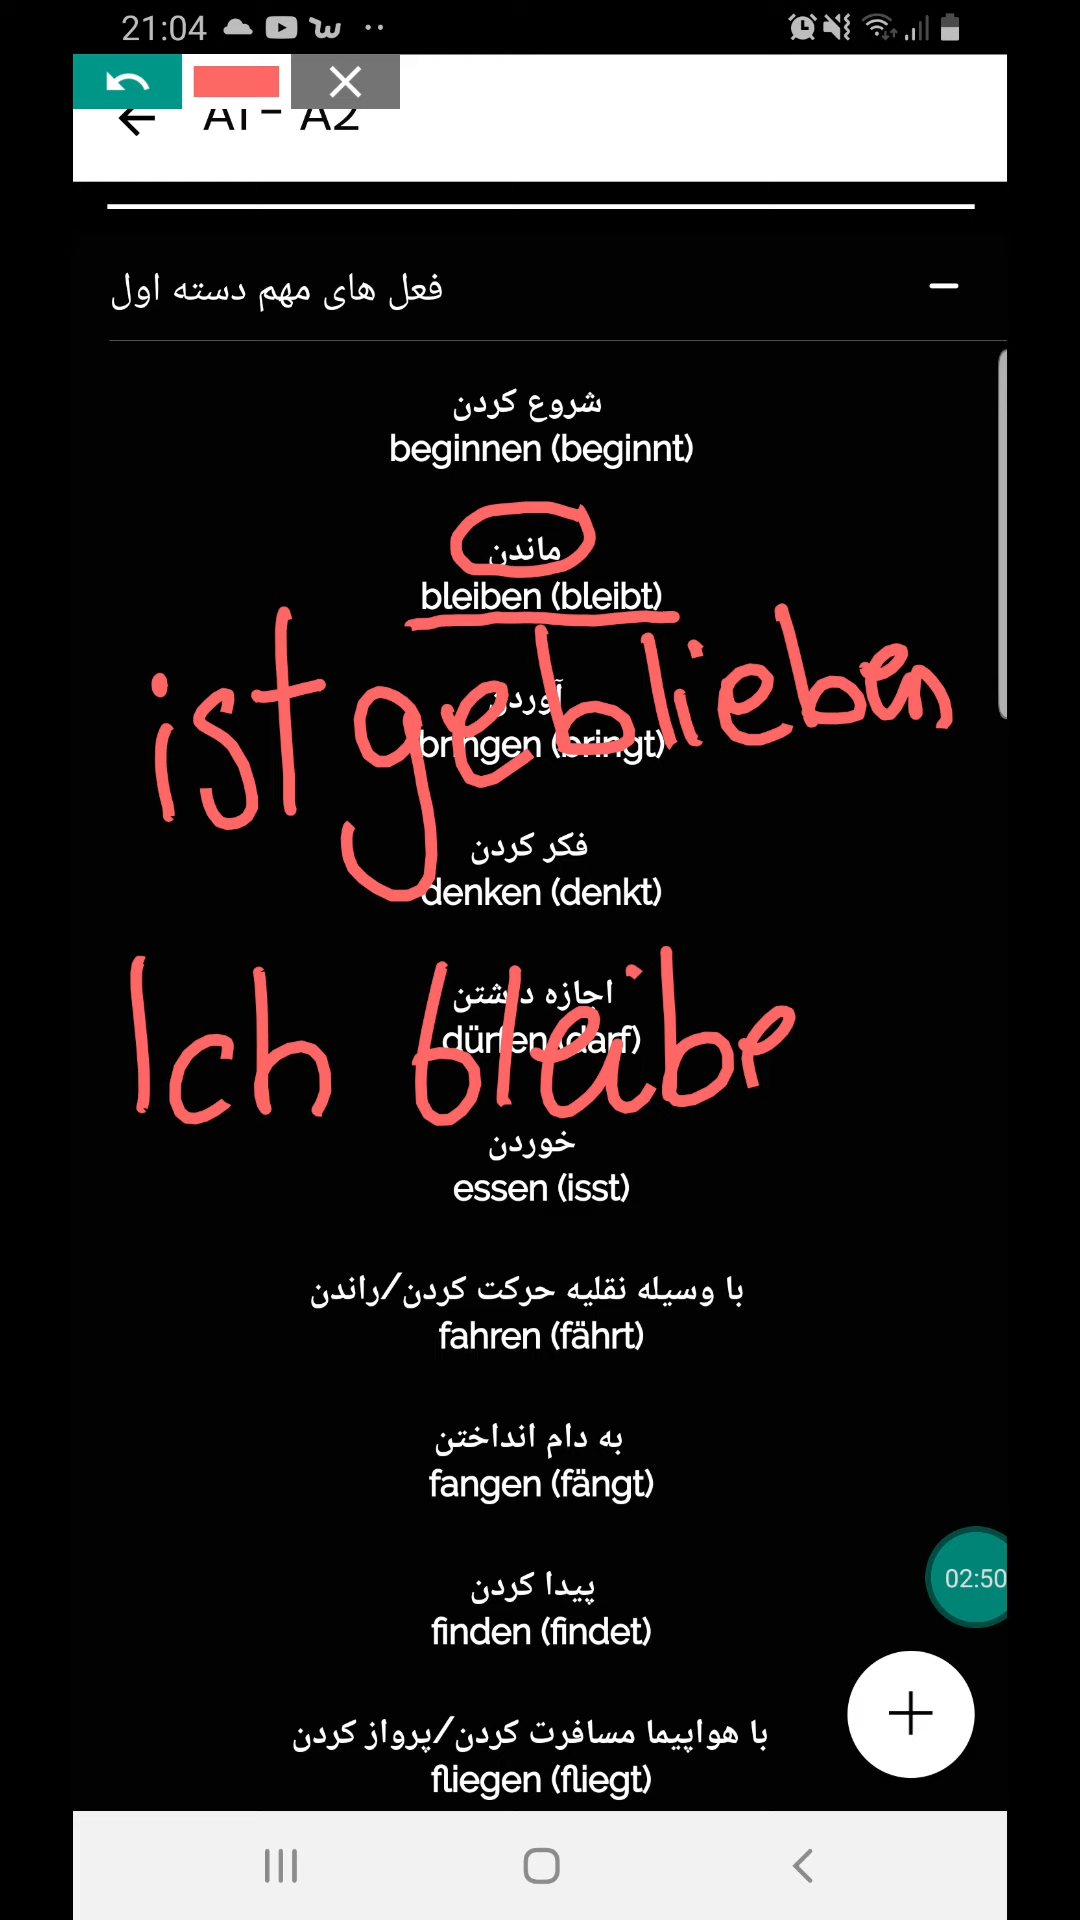 21:04
A1 - A2
فعل های مهم دسته اول
شروع کردن
beginnen (beginnt)
ماندن
bleiben (bleibt)
ist geblieben
آوردن
bringen (bringt)
فکر کردن
denken (denkt)
Ich bleibe
اجازه داشتن
dürfen (darf)
خوردن
essen (isst)
با وسیله نقلیه حرکت کردن/راندن
fahren (fährt)
به دام انداختن
fangen (fängt)
پیدا کردن
finden (findet)
02:50
با هواپیما مسافرت کردن/پرواز کردن
fliegen (fliegt)